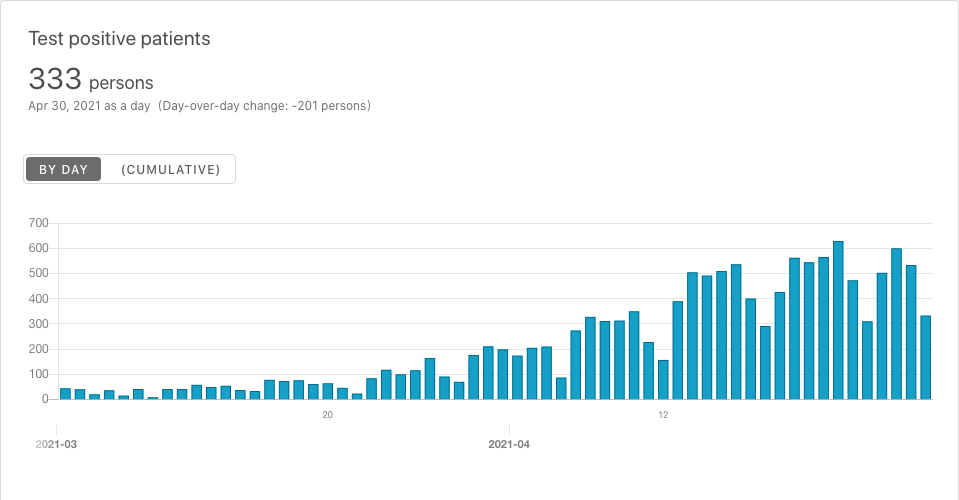 Test positive patients
333 persons
Apr 30, 2021 as a day (Day-over-day change: -201 persons)
BY DAY (CUMULATIVE)
700
600
500
400
300
200
100
0
20 12
2021-03 2021-04